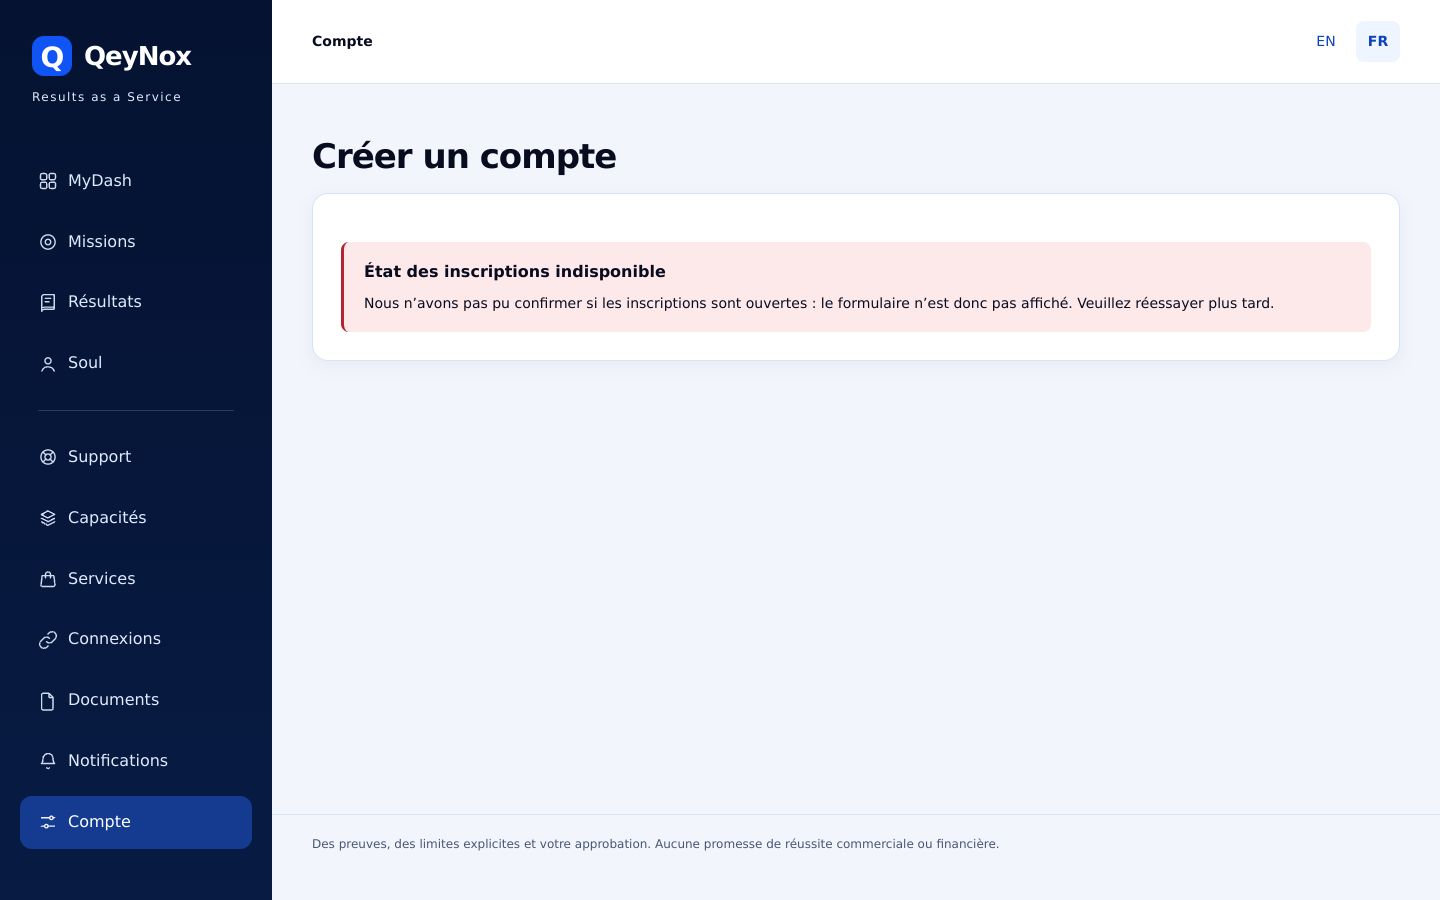 Q QeyNox
Results as a Service
MyDash
Missions
Résultats
Soul
Support
Capacités
Services
Connexions
Documents
Notifications
Compte
Compte
EN FR
Créer un compte
État des inscriptions indisponible
Nous n’avons pas pu confirmer si les inscriptions sont ouvertes : le formulaire n’est donc pas affiché. Veuillez réessayer plus tard.
Des preuves, des limites explicites et votre approbation. Aucune promesse de réussite commerciale ou financière.